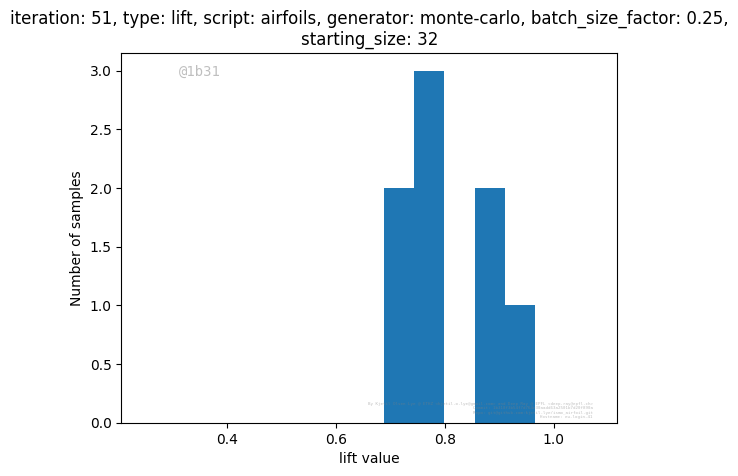 iteration: 51, type: lift, script: airfoils, generator: monte-carlo, batch_size_factor: 0.25,
starting_size: 32
@1b31
3.0
2.5
2.0
1.5
1.0
0.5
0.0
Number of samples
0.4 0.6 0.8 1.0
lift value